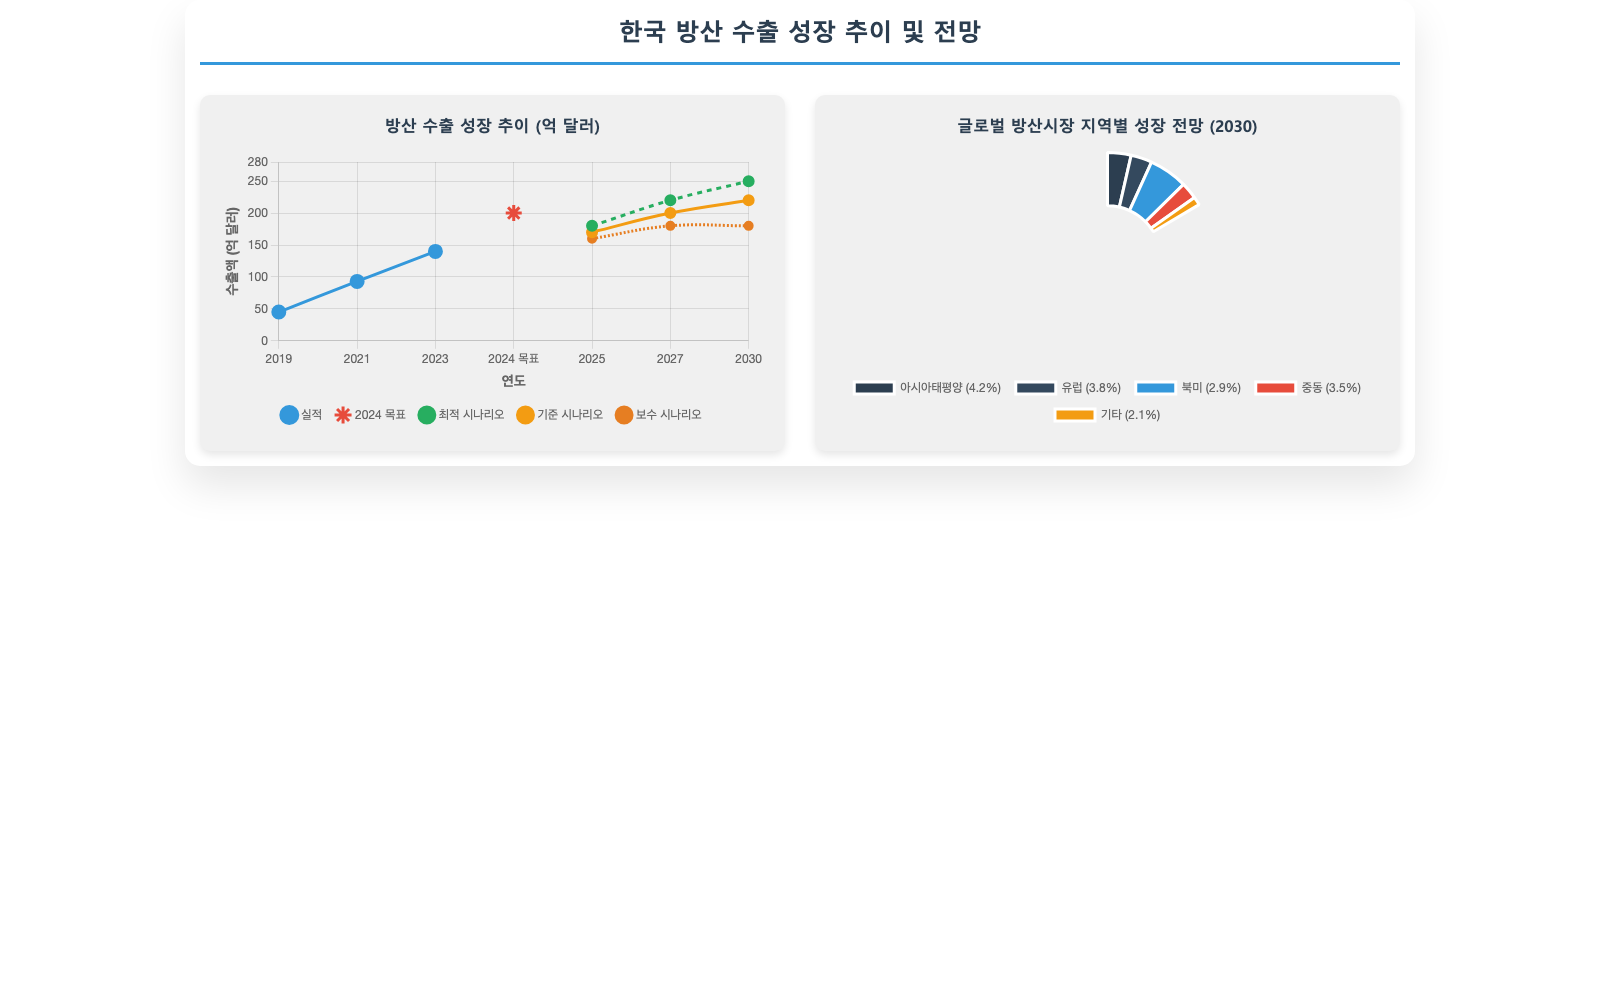 한국 방산 수출 성장 추이 및 전망
방산 수출 성장 추이 (억 달러)
수출액 (억 달러)
280
250
200
150
100
50
0
2019 2021 2023 2024 목표 2025 2027 2030
연도
실적 2024 목표 최적 시나리오 기준 시나리오 보수 시나리오
글로벌 방산시장 지역별 성장 전망 (2030)
아시아태평양 (4.2%) 유럽 (3.8%) 북미 (2.9%) 중동 (3.5%)
기타 (2.1%)